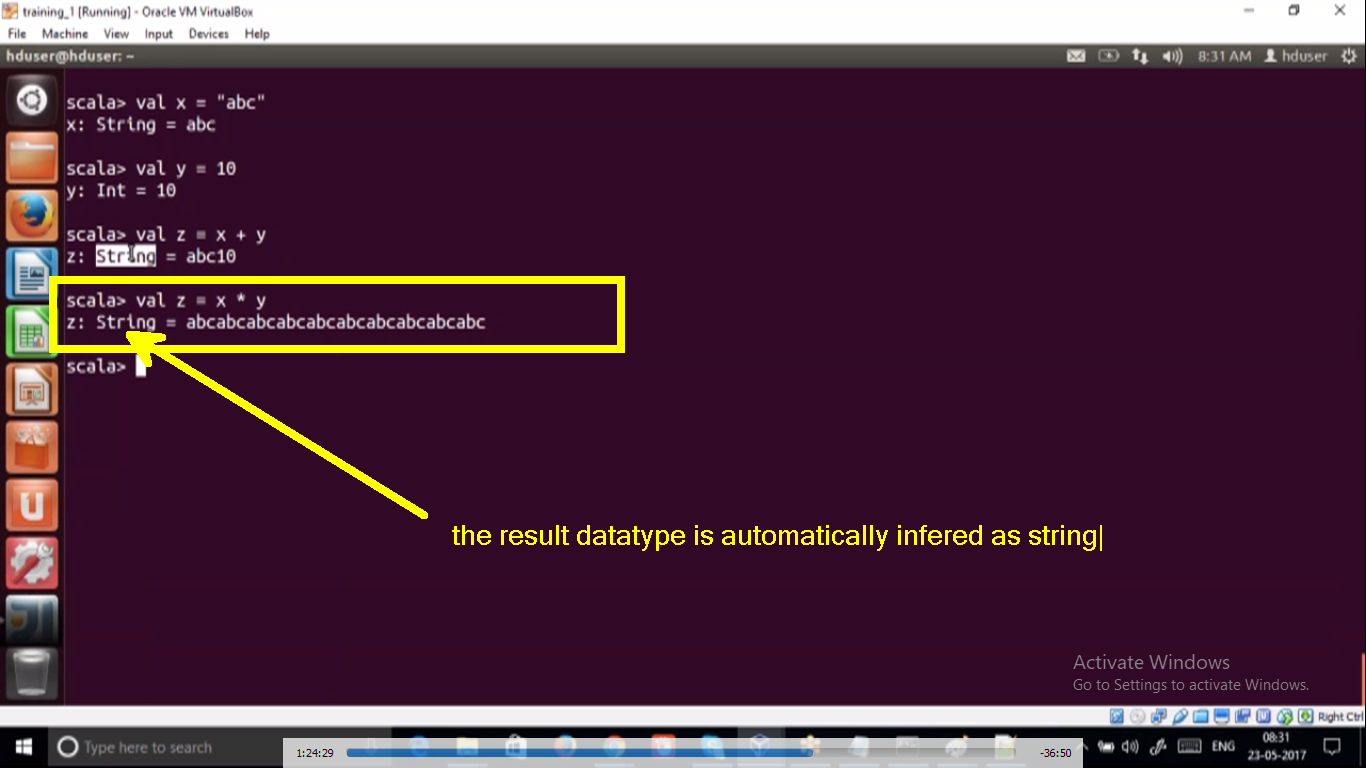 training_1 [Running] - Oracle VM VirtualBox
File Machine View Input Devices Help
hduser@hduser: ~ 8:31 AM hduser
scala> val x = "abc"
x: String = abc
scala> val y = 10
y: Int = 10
scala> val z = x + y
z: String = abc10
scala> val z = x * y
z: String = abcabcabcabcabcabcabcabcabcabc
scala>
the result datatype is automatically infered as string
Activate Windows
Go to Settings to activate Windows.
Right Ctrl
Type here to search
1:24:29 -36:50
ENG
08:31
23-05-2017